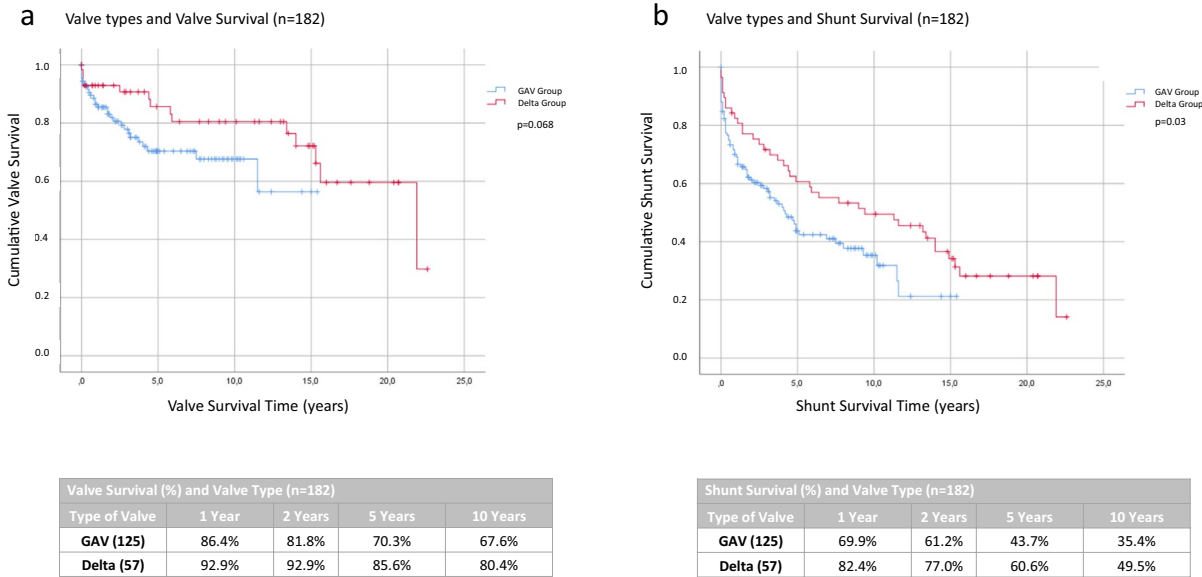 a
Valve types and Valve Survival (n=182)
1.0
0.8
0.6
0.4
0.2
0.0
Cumulative Valve Survival
,0
5,0
10,0
15,0
20,0
25,0
Valve Survival Time (years)
GAV Group
Delta Group
p=0.068
b
Valve types and Shunt Survival (n=182)
1.0
0.8
0.6
0.4
0.2
0.0
Cumulative Shunt Survival
,0
5,0
10,0
15,0
20,0
25,0
Shunt Survival Time (years)
GAV Group
Delta Group
p=0.03
Valve Survival (%) and Valve Type (n=182)
Type of Valve 1 Year 2 Years 5 Years 10 Years
GAV (125) 86.4% 81.8% 70.3% 67.6%
Delta (57) 92.9% 92.9% 85.6% 80.4%
Shunt Survival (%) and Valve Type (n=182)
Type of Valve 1 Year 2 Years 5 Years 10 Years
GAV (125) 69.9% 61.2% 43.7% 35.4%
Delta (57) 82.4% 77.0% 60.6% 49.5%